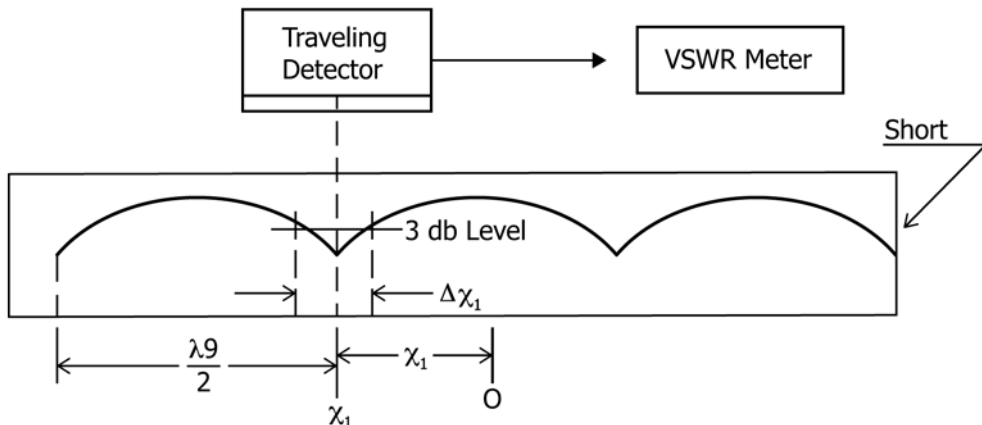 Traveling
Detector
VSWR Meter
Short
3 db Level
Δχ₁
λ9
2
χ₁
χ₁
O